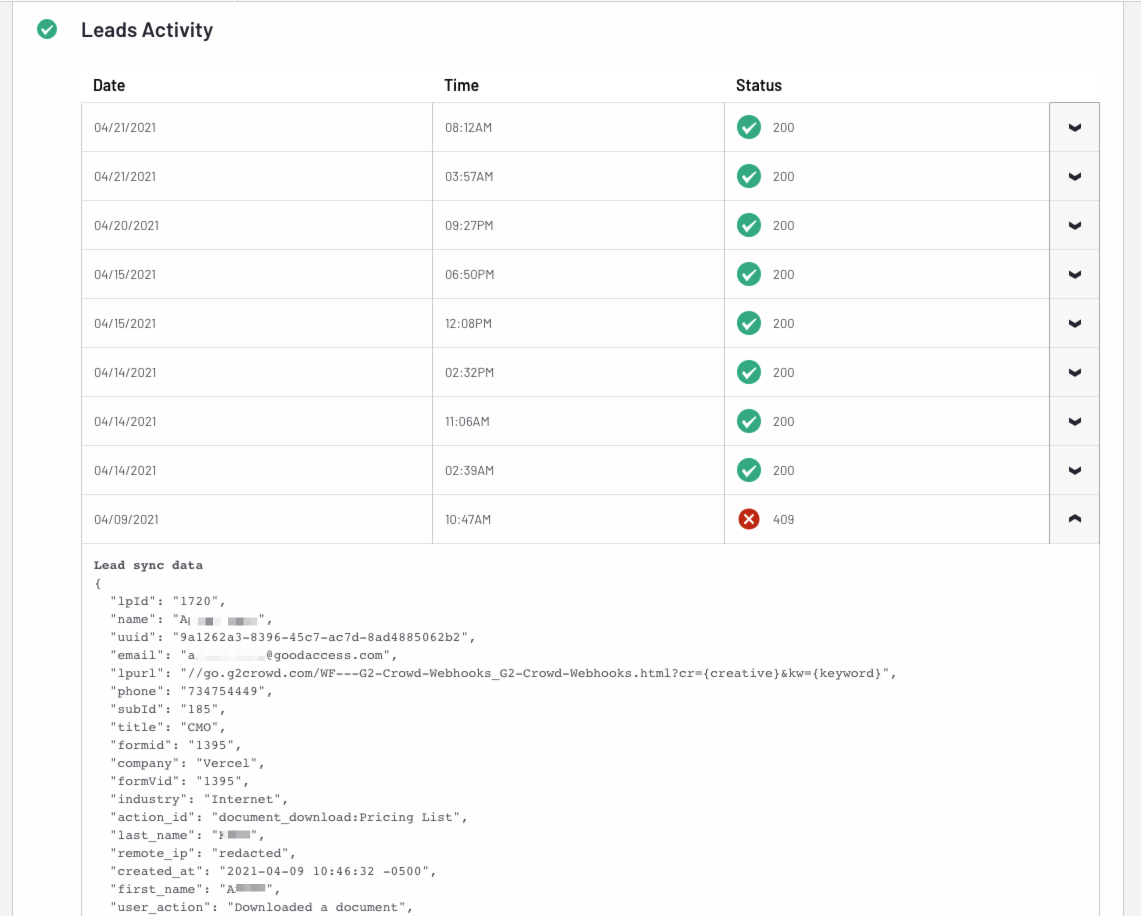 Leads Activity
Date Time Status
04/21/2021 08:12AM 200
04/21/2021 03:57AM 200
04/20/2021 09:27PM 200
04/15/2021 06:50PM 200
04/15/2021 12:08PM 200
04/14/2021 02:32PM 200
04/14/2021 11:06AM 200
04/14/2021 02:39AM 200
04/09/2021 10:47AM 409
Lead sync data
{
"lpId": "1720",
"name": "A",
"uuid": "9a1262a3-8396-45c7-ac7d-8ad4885062b2",
"email": "a @goodaccess.com",
"lpurl": "//go.g2crowd.com/WF---G2-Crowd-Webhooks_G2-Crowd-Webhooks.html?cr={creative}&kw={keyword}",
"phone": "734754449",
"subId": "185",
"title": "CMO",
"formid": "1395",
"company": "Vercel",
"formVid": "1395",
"industry": "Internet",
"action_id": "document_download:Pricing List",
"last_name": " ",
"remote_ip": "redacted",
"created_at": "2021-04-09 10:46:32 -0500",
"first_name": "A ",
"user_action": "Downloaded a document",